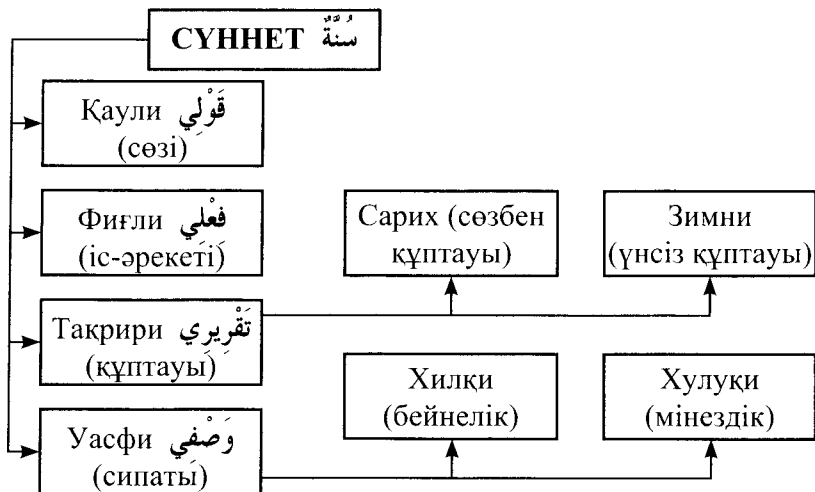 СҮННЕТ سُنَّةٌ
Қаули قَوْلِي
(сөзі)
Фиғли فِعْلِي
(іс-әрекеті)
Сарих (сөзбен
құптауы)
Зимни
(үнсіз құптауы)
Тақрири تَقْرِيرِي
(құптауы)
Хилқи
(бейнелік)
Хулуқи
(мінездік)
Уасфи وَصْفِي
(сипаты)